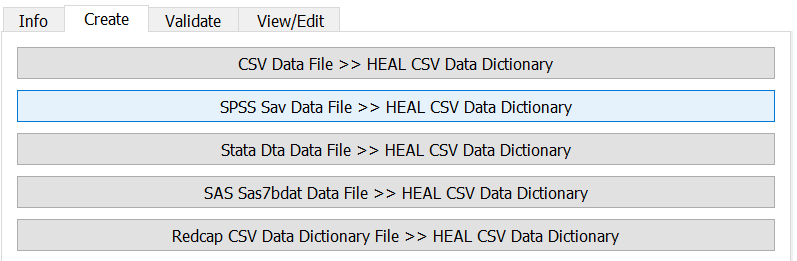 Info Create Validate View/Edit
CSV Data File >> HEAL CSV Data Dictionary
SPSS Sav Data File >> HEAL CSV Data Dictionary
Stata Dta Data File >> HEAL CSV Data Dictionary
SAS Sas7bdat Data File >> HEAL CSV Data Dictionary
Redcap CSV Data Dictionary File >> HEAL CSV Data Dictionary